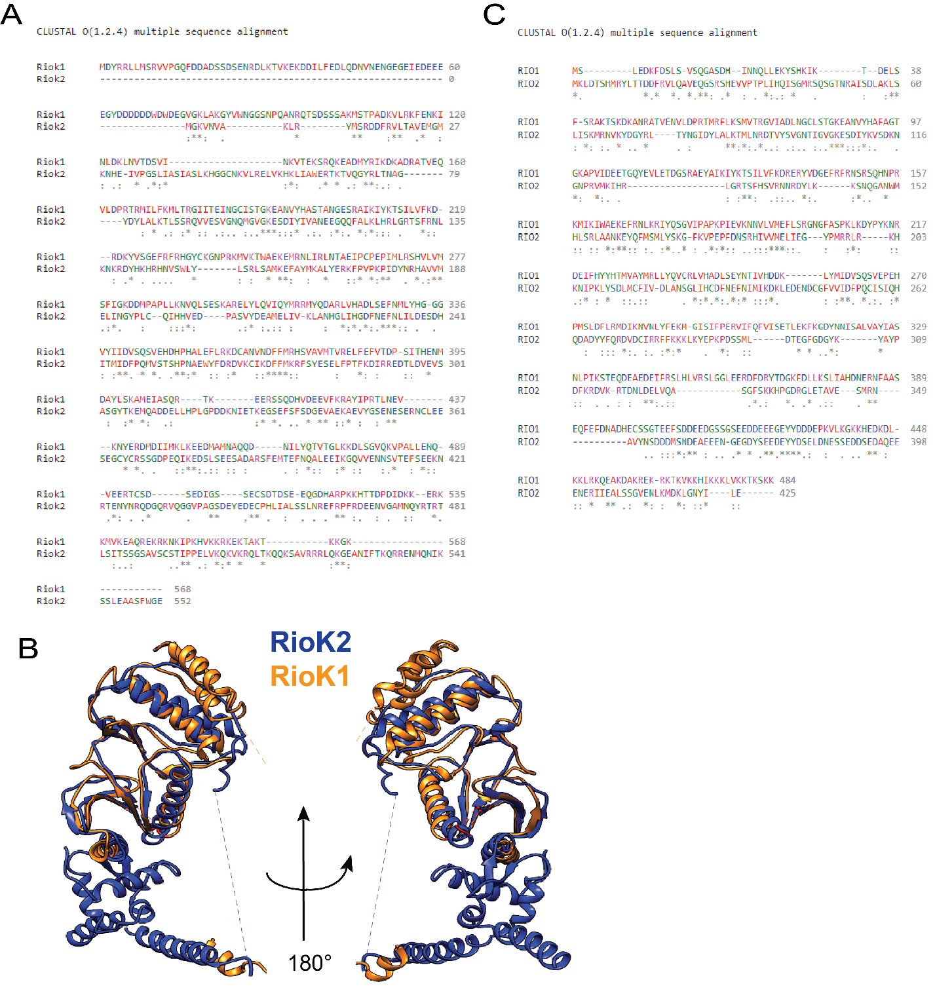 A
CLUSTAL O(1.2.4) multiple sequence alignment
Riok1 MDYRRLLMSRVVPGQFDDADSSDSENRDLKTVKEKDDILFEDLQDNVNENGEGEIEDEEE 60
Riok2 ------------------------------------------------------------ 0
Riok1 EGYDDDDDDWDWDEGVGKLAKGYVWNGGSNPQANRQTSDSSSAKMSTPADKVLRKFENKI 120
Riok2 ---------------MGKVNVA----------KLR--------YMSRDDFRVLTAVEMGM 27
:**: . * ** :** .* :
Riok1 NLDKLNVTDSVI--------------------NKVTEKSRQKEADMYRIKDKADRATVEQ 160
Riok2 KNHE-IVPGSLIASIASLKHGGCNKVLRELVKHKLIAWERTKTVQGYRLTNAG------- 79
: .: * .*:* :*: .* * .: **:.: .
Riok1 VLDPRTRMILFKMLTRGIITEINGCISTGKEANVYHASTANGESRAIKIYKTSILVFKD- 219
Riok2 ----YDYLALKTLSSRQVVESVGNQMGVGKESDIYIVANEEGQQFALKLHRLGRTSFRNL 135
: * .: :* :: .:.. :..***:::* .:. :*:. *:*::: . *::
Riok1 --RDKYVSGEFRFRHGYCKGNPRKMVKTWAEKEMRNLIRLNTAEIPCPEPIMLRSHVLVM 277
Riok2 KNKRDYHKHRHNVSWLY-------LSRLSAMKEFAYMKALYERKFPVPKPIDYNRHAVVM 188
: .* .... * : : * **: : * ::* *:** .*.:**
Riok1 SFIGKDDMPAPLLKNVQLSESKARELYLQVIQYMRRMYQDARLVHADLSEFNMLYHG-GG 336
Riok2 ELINGYPLC--QIHHVED----PASVYDEAMELIV-KLANHGLIHGDFNEFNLILDESDH 241
.:*. : :::*: .:* :.:: : *:*.*:.***:: .
Riok1 VYIIDVSQSVEHDHPHALEFLRKDCANVNDFFMRHSVAVMTVRELFEFVTDP-SITHENM 395
Riok2 ITMIDFPQMVSTSHPNAEWYFDRDVKCIKDFFMKRFSYESELFPTFKDIRREDTLDVEVS 301
: :**. * *. .**:* :: :* ::****:: : *: : :: *
Riok1 DAYLSKAMEIASQR----TK-------EERSSQDHVDEEVFKRAYIPRTLNEV------- 437
Riok2 ASGYTKEMQADDELLHPLGPDDKNIETKEGSEFSFSDGEVAEKAEVYGSENESERNCLEE 361
: :* *: .: :* *. .. * ** ::* : **
Riok1 --KNYERDMDIIMKLKEEDMAMNAQQD-----NILYQTVTGLKKDLSGVQKVPALLENQ- 489
Riok2 SEGCYCRSSGDPEQIKEDSLSEESADARSFEMTEFNQALEEIKGQVVENNSVTEFSEEKN 421
* *. . ::**:.:: :: : . : *:: :* :: :.* : *::
Riok1 -VEERTCSD------SEDIGS----SECSDTDSE-EQGDHARPKKHTTDPDIDKK--ERK 535
Riok2 RTENYNRQDGQRVQGGVPAGSDEYEDECPHLIALSSLNREFRPFRDEENVGAMNQYRTRT 481
.*: . .* . ** .** . : . . ** :. : . :: *.
Riok1 KMVKEAQREKRKNKIPKHVKKRKEKTAKT-----------KKGK---------------- 568
Riok2 LSITSSGSAVSCSTIPPELVKQKVKRQLTKQQKSAVRRRLQKGEANIFTKQRRENMQNIK 541
:..: ..** .: *:* * * :**:
Riok1 ----------- 568
Riok2 SSLEAASFWGE 552
C
CLUSTAL O(1.2.4) multiple sequence alignment
RIO1 MS---------LEDKFDSLS-VSQGASDH--INNQLLEKYSHKIK--------T--DELS 38
RIO2 MKLDTSHMRYLTTDDFRVLQAVEQGSRSHEVVPTPLIHQISGMRSQSGTNRAISDLAKLS 60
*. *.* *. *.**: .* : . *:.: * . : :**
RIO1 F-SRAKTSKDKANRATVENVLDPRTMRFLKSMVTRGVIADLNGCLSTGKEANVYHAFAGT 97
RIO2 LISKMRNVKYDGYRL----TYNGIDYLALKTMLNRDTVYSVGNTIGVGKESDIYKVSDKN 116
: *: :. * . * . : **:*:.*..: .:.. :..***:::*: .
RIO1 GKAPVIDEETGQYEVLETDGSRAEYAIKIYKTSILVFKDRERYVDGEFRFRNSRSQHNPR 157
RIO2 GNPRVMKIHR------------------LGRTSFHSVRNNRDYLK------KSNQGANWM 152
*: *:. . : :**: .::.. *:. :*.. *
RIO1 KMIKIWAEKEFRNLKRIYQSGVIPAPKPIEVKNNVLVMEFLSRGNGFASPKLKDYPYKNR 217
RIO2 HLSRLAANKEYQFMSMLYSKG-FKVPEPFDNSRHIVVMELIEG---YPMRRLR-----KH 203
:: :: *:**:: :. :*..* : .*:*:: ..:::***:. : :*: ::
RIO1 DEIFHYYHTMVAYMRLLYQVCRLVHADLSEYNTIVHDDK-------LYMIDVSQSVEPEH 270
RIO2 KNIPKLYSDLMCFIV-DLANSGLIHCDFNEFNIMIKDKLEDENDCGFVVIDFPQCISIQH 262
.:* : * ::.:: . *:*.*:.*:* :::*. : :**. *.:. :*
RIO1 PMSLDFLRMDIKNVNLYFEKM-GISIFPERVIFQFVISETLEKFKGDYNNISALVAYIAS 329
RIO2 QDADYYFQRDVDCIRRFFKKKLKYEPKPDSSML------DTEGFGDGYK-------YAYP 309
: ::: *:. :. :*:* . *: :: * * ..*: *
RIO1 NLPIKSTEQDEAEDEIFRSLHLVRSLGGLEERDFDRYTDGKFDLLKSLIAHDNERNFAAS 389
RIO2 DFKRDVK-RTDNLDELVQA------------SGFSKKHPGDRGLETAVE---SMRN---- 349
:: . . : **:.:: .*.: *. .:: . **
RIO1 EQFEFDNADHECSSGTEEFSDDEEDGSSGSEEDDEEEGEYYDDDEPKVLKGKKHEDKDL- 448
RIO2 ----------AVYNSDDDMSNDEAEEEN-GEGDYSEEDEYYDSELDNESSEDDSEDAQEE 398
.. :::*:** : .. .* * .**.****.: : .. .. ** :
RIO1 KKLRKQEAKDAKREK-RKTKVKKHIKKKLVKKTKSKK 484
RIO2 ENERIIEALSSGVENLKMDKLGNYI----LE------ 425
:: * ** .: *: : *: ::* ::
B
RioK2
RioK1
180°